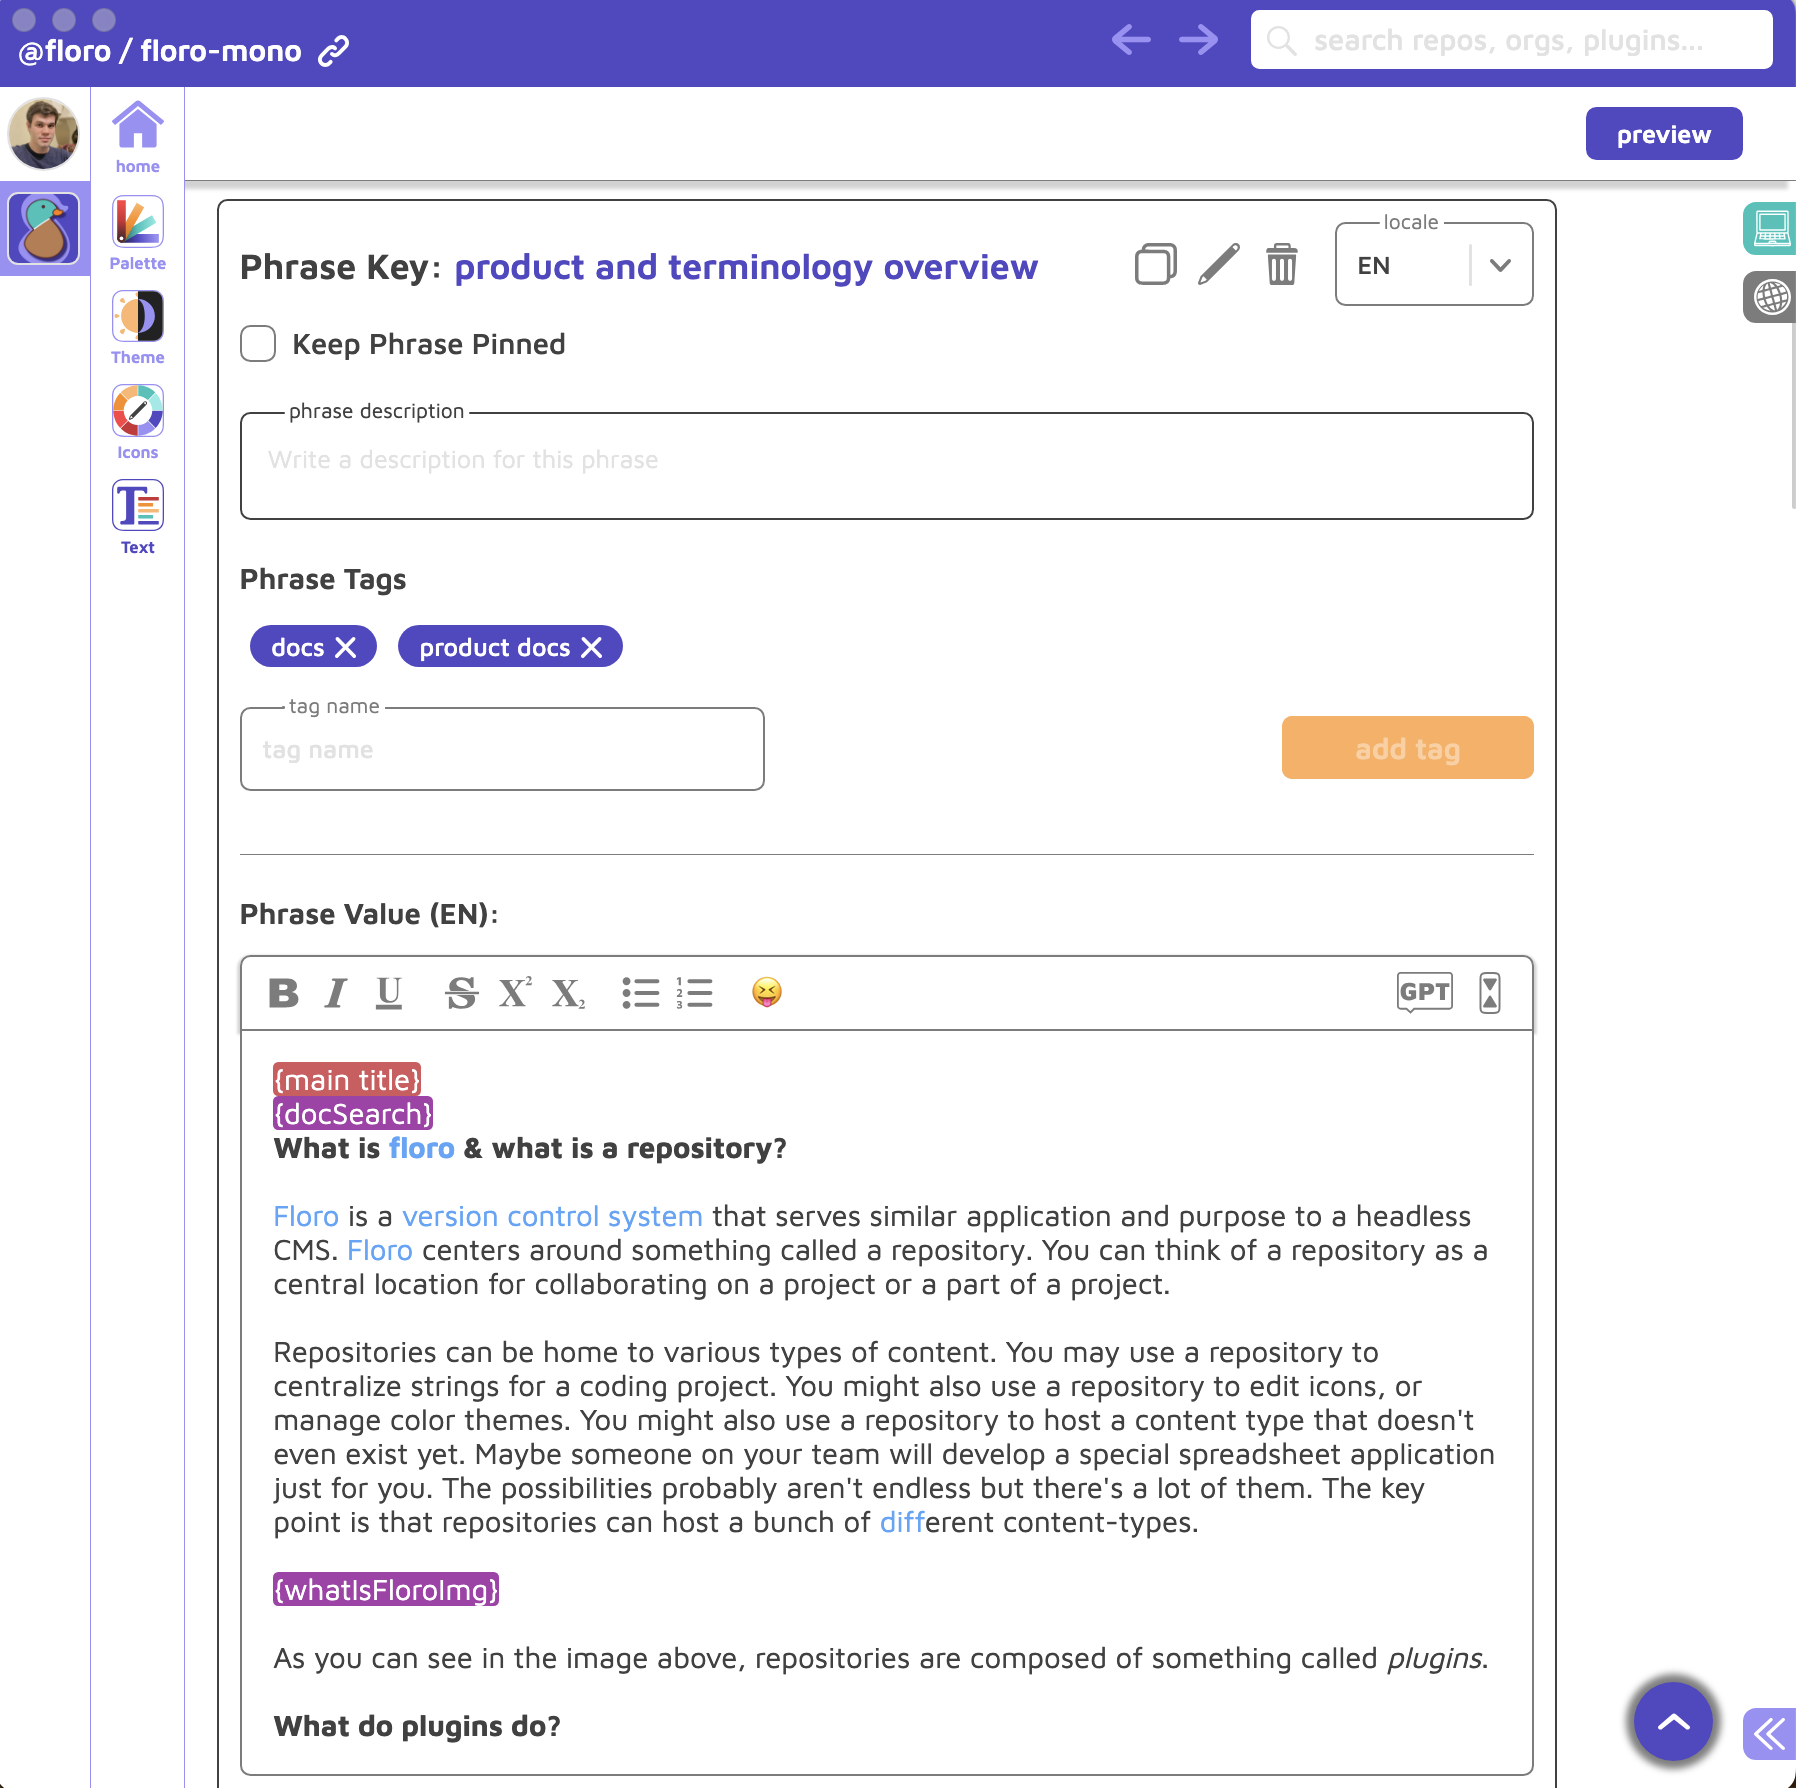 @floro / floro-mono
search repos, orgs, plugins...
home
Palette
Theme
Icons
Text
preview
Phrase Key: product and terminology overview
locale
EN
Keep Phrase Pinned
phrase description
Write a description for this phrase
Phrase Tags
docs
product docs
tag name
tag name
add tag
Phrase Value (EN):
B I U S X² X₂ 1 2 3 GPT
{main title}
{docSearch}
What is floro & what is a repository?
Floro is a version control system that serves similar application and purpose to a headless
CMS. Floro centers around something called a repository. You can think of a repository as a
central location for collaborating on a project or a part of a project.
Repositories can be home to various types of content. You may use a repository to
centralize strings for a coding project. You might also use a repository to edit icons, or
manage color themes. You might also use a repository to host a content type that doesn't
even exist yet. Maybe someone on your team will develop a special spreadsheet application
just for you. The possibilities probably aren't endless but there's a lot of them. The key
point is that repositories can host a bunch of different content-types.
{whatIsFloroImg}
As you can see in the image above, repositories are composed of something called plugins.
What do plugins do?